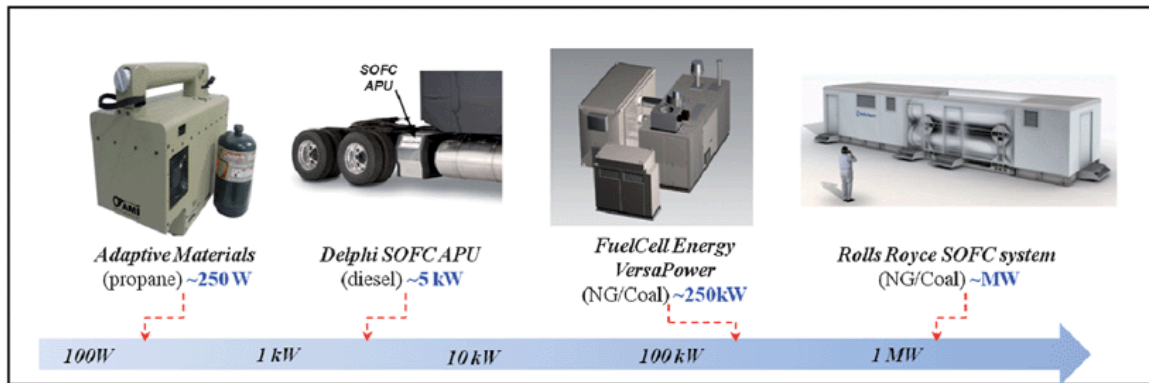 SOFC
APU
AMI
Adaptive Materials
(propane) ~250 W
Delphi SOFC APU
(diesel) ~5 kW
FuelCell Energy
VersaPower
(NG/Coal) ~250kW
Rolls Royce SOFC system
(NG/Coal) ~MW
100W
1 kW
10 kW
100 kW
1 MW